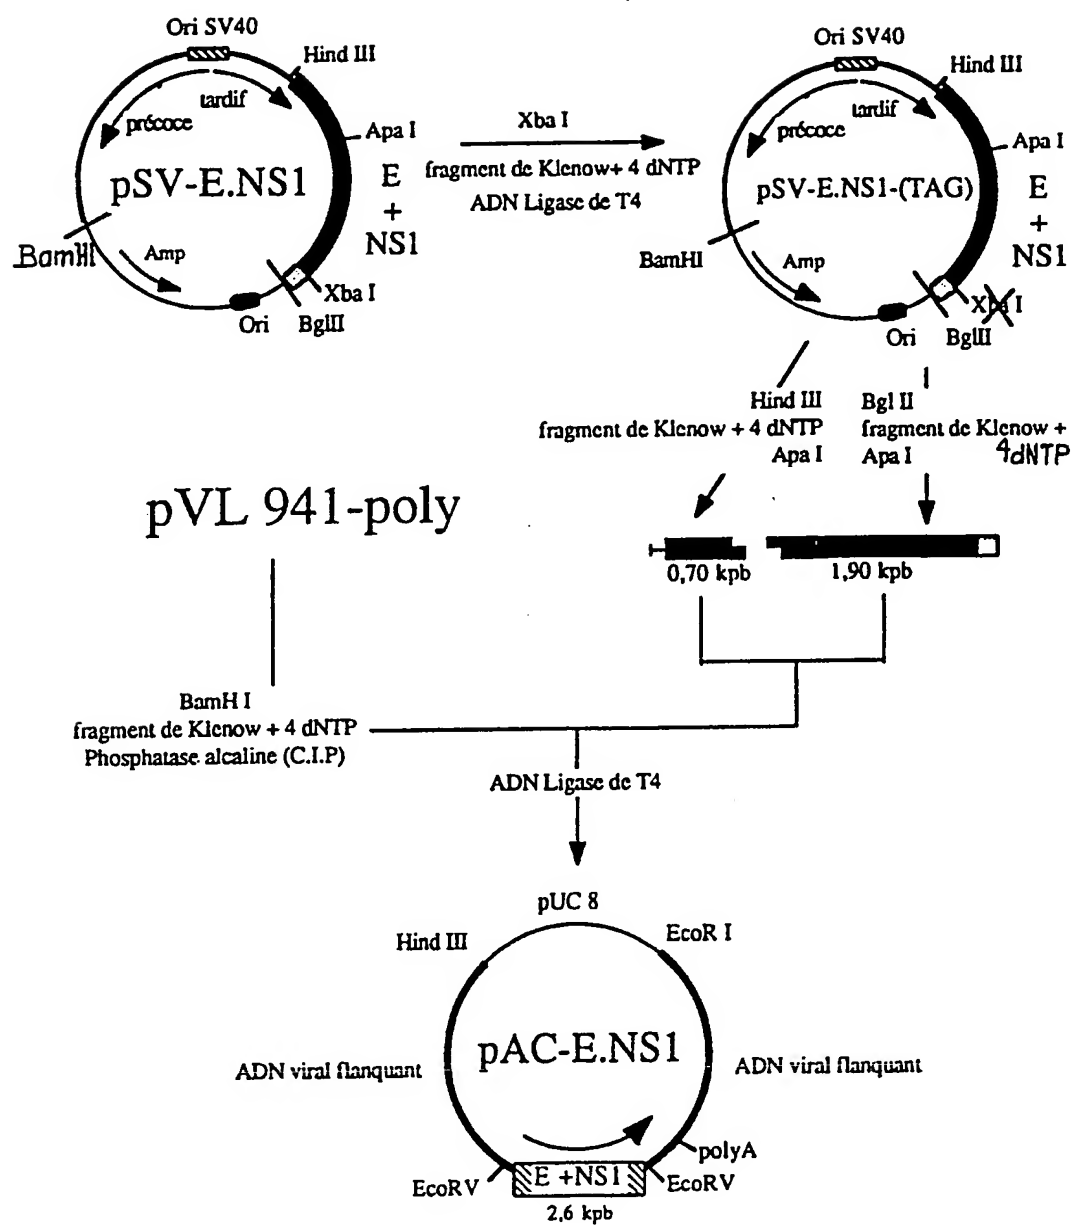 Ori SV40
Hind III
tardif
précoce
Apa I
pSV-E.NS1
E
+
NS1
BamHI
Amp
Xba I
Ori
BglII
Xba I
fragment de Klenow+ 4 dNTP
ADN Ligase de T4
Ori SV40
Hind III
tardif
précoce
Apa I
pSV-E.NS1-(TAG)
E
+
NS1
BamHI
Amp
Xba I
Ori
BglII
Hind III
fragment de Klenow + 4 dNTP
Apa I
Bgl II
fragment de Klenow +
4dNTP
Apa I
pVL 941-poly
0,70 kpb
1,90 kpb
BamH I
fragment de Klenow + 4 dNTP
Phosphatase alcaline (C.I.P)
ADN Ligase de T4
pUC 8
Hind III
EcoR I
pAC-E.NS1
ADN viral flanquant
ADN viral flanquant
polyA
EcoRV
E +NS1
EcoRV
2,6 kpb